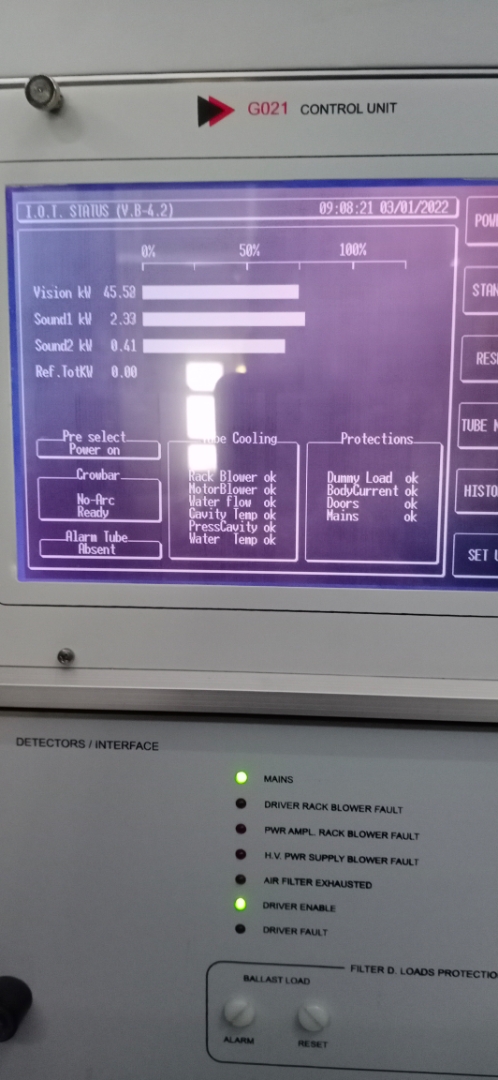 G021 CONTROL UNIT
I.O.T. STATUS (V.B-4.2) 09:08:21 03/01/2022
0% 50% 100%
Vision kW 45.58
Sound1 kW 2.33
Sound2 kW 0.41
Ref.TotKW 0.00
Pre select
Power on
Crowbar
No-Arc
Ready
Alarm Tube
Absent
Cooling
Rack Blower ok
MotorBlower ok
Water flow ok
Cavity Temp ok
PressCavity ok
Water Temp ok
Protections
Dummy Load ok
BodyCurrent ok
Doors ok
Mains ok
POW
STAN
RES
TUBE
HISTO
SET
DETECTORS / INTERFACE
MAINS
DRIVER RACK BLOWER FAULT
PWR AMPL. RACK BLOWER FAULT
H.V. PWR SUPPLY BLOWER FAULT
AIR FILTER EXHAUSTED
DRIVER ENABLE
DRIVER FAULT
FILTER D. LOADS PROTECTIO
BALLAST LOAD
ALARM RESET